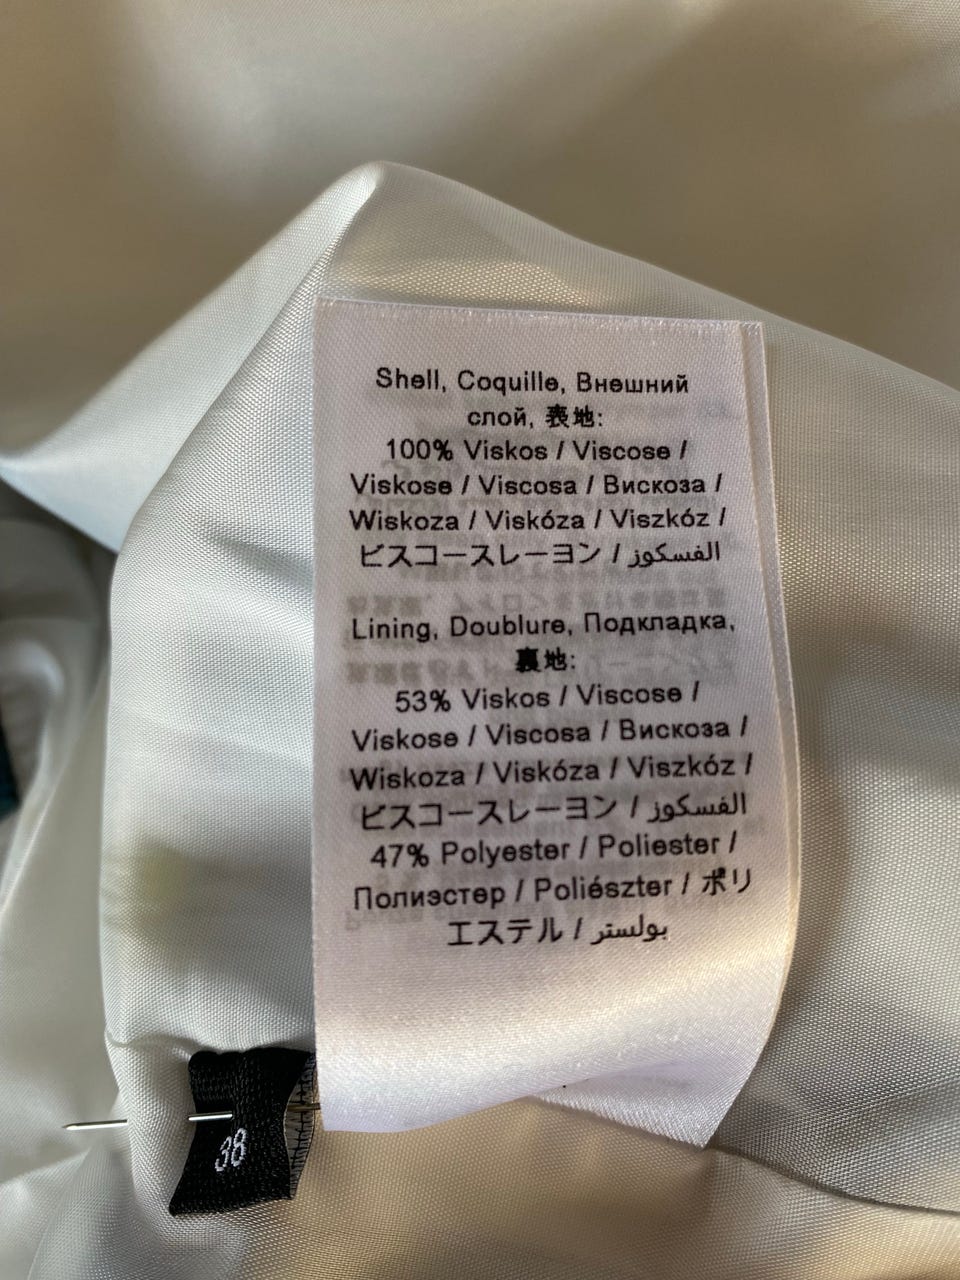 Shell, Coquille, Внешний
слой, 表地:
100% Viskos / Viscose /
Viskose / Viscosa / Вискоза /
Wiskoza / Viskóza / Viszkóz /
ビスコースレーヨン / الفسكوز
Lining, Doublure, Подкладка,
裏地:
53% Viskos / Viscose /
Viskose / Viscosa / Вискоза /
Wiskoza / Viskóza / Viszkóz /
ビスコースレーヨン / الفسكوز
47% Polyester / Poliester /
Полиэстер / Poliészter / ポリ
エステル / بولستر
38